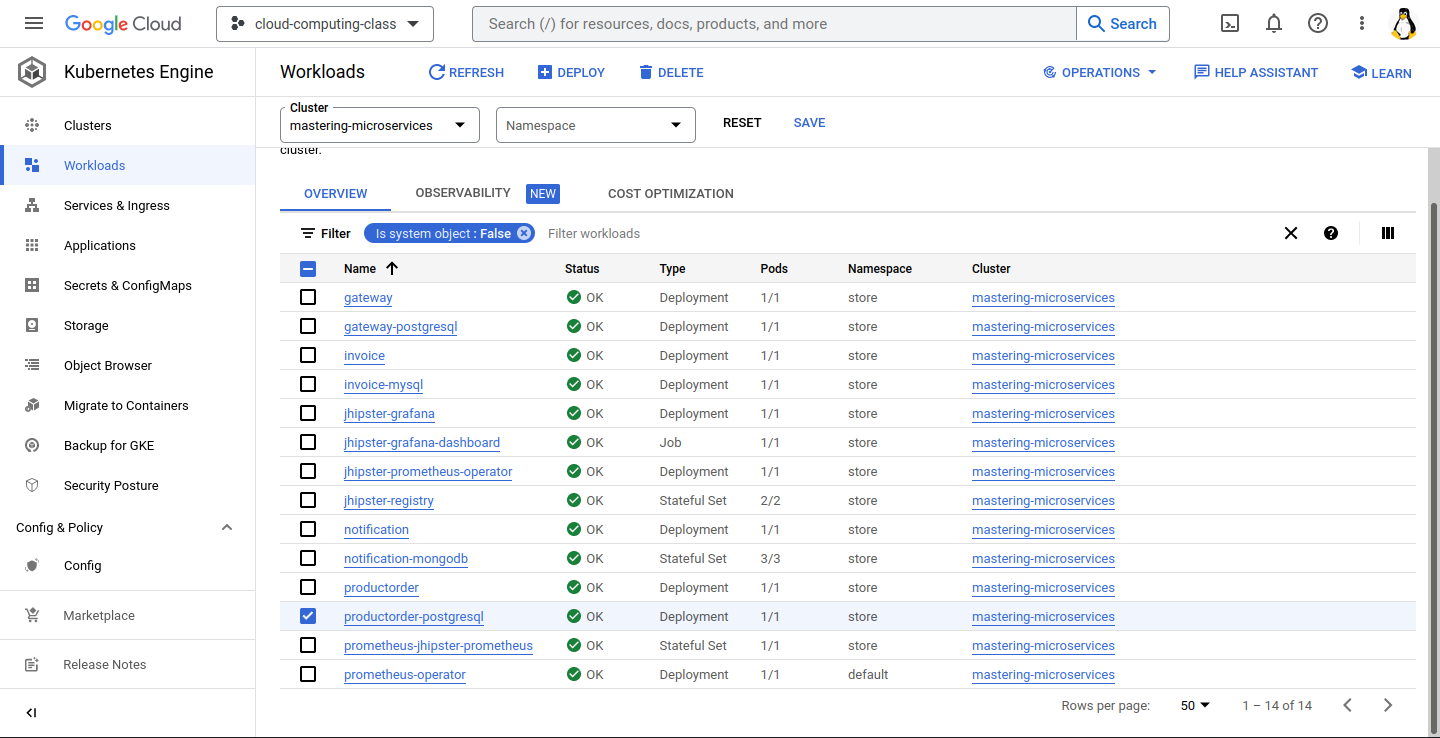 Google Cloud
cloud-computing-class
Search (/) for resources, docs, products, and more
Search
Kubernetes Engine
Workloads
REFRESH
DEPLOY
DELETE
OPERATIONS
HELP ASSISTANT
LEARN
Clusters
Workloads
Services & Ingress
Applications
Secrets & ConfigMaps
Storage
Object Browser
Migrate to Containers
Backup for GKE
Security Posture
Config & Policy
Config
Marketplace
Release Notes
Cluster
mastering-microservices
Namespace
RESET
SAVE
cluster.
OVERVIEW
OBSERVABILITY NEW
COST OPTIMIZATION
Filter
Is system object : False
Filter workloads
Name Status Type Pods Namespace Cluster
gateway OK Deployment 1/1 store mastering-microservices
gateway-postgresql OK Deployment 1/1 store mastering-microservices
invoice OK Deployment 1/1 store mastering-microservices
invoice-mysql OK Deployment 1/1 store mastering-microservices
jhipster-grafana OK Deployment 1/1 store mastering-microservices
jhipster-grafana-dashboard OK Job 1/1 store mastering-microservices
jhipster-prometheus-operator OK Deployment 1/1 store mastering-microservices
jhipster-registry OK Stateful Set 2/2 store mastering-microservices
notification OK Deployment 1/1 store mastering-microservices
notification-mongodb OK Stateful Set 3/3 store mastering-microservices
productorder OK Deployment 1/1 store mastering-microservices
productorder-postgresql OK Deployment 1/1 store mastering-microservices
prometheus-jhipster-prometheus OK Stateful Set 1/1 store mastering-microservices
prometheus-operator OK Deployment 1/1 default mastering-microservices
Rows per page: 50 1 – 14 of 14